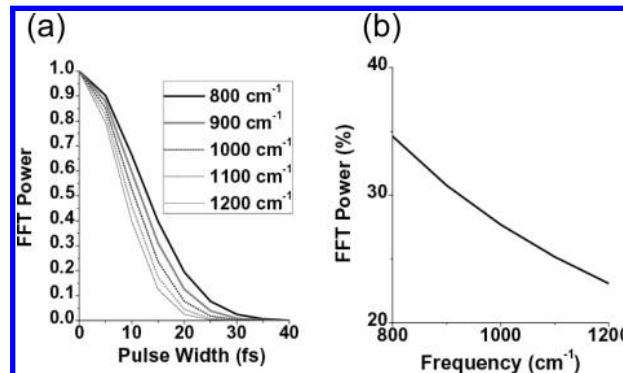 (a)
FFT Power
1.0
0.9
0.8
0.7
0.6
0.5
0.4
0.3
0.2
0.1
0.0
800 cm⁻¹
900 cm⁻¹
1000 cm⁻¹
1100 cm⁻¹
1200 cm⁻¹
0 10 20 30 40
Pulse Width (fs)
(b)
FFT Power (%)
40
30
20
800 1000 1200
Frequency (cm⁻¹)